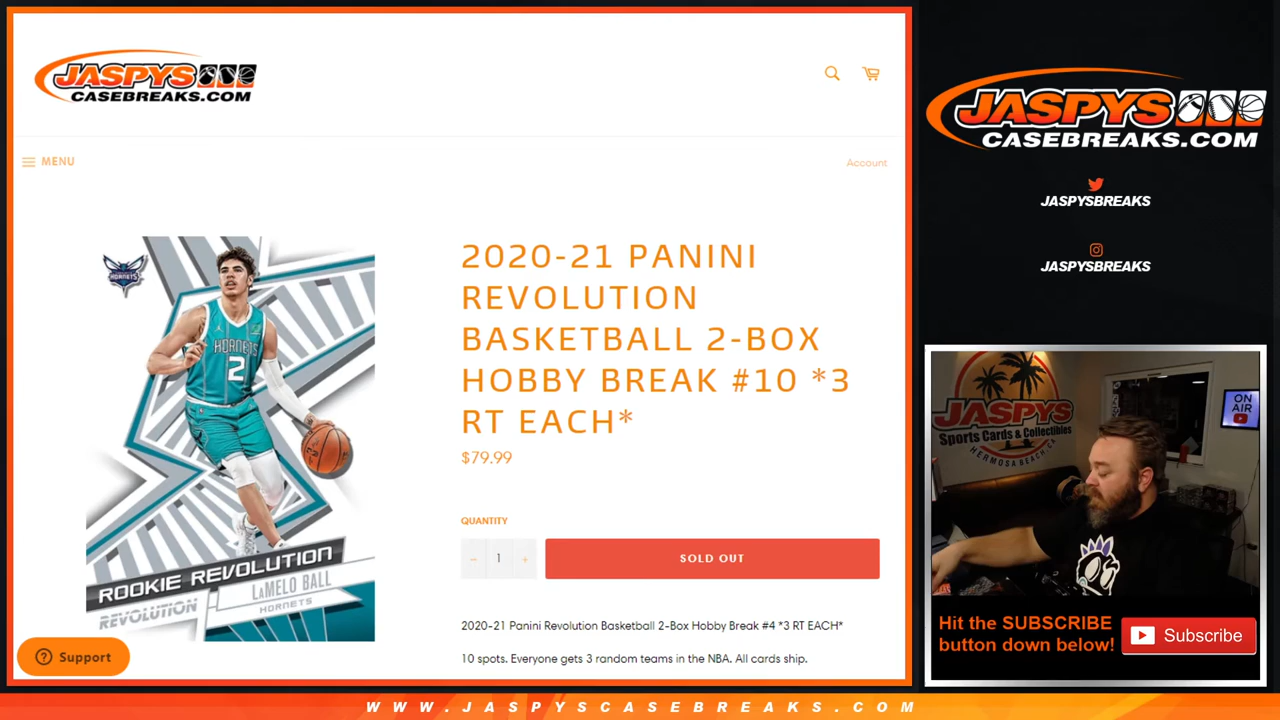 JASPYS
CASEBREAKS.COM
MENU
Account
HORNETS
HORNETS
2
ROOKIE REVOLUTION
REVOLUTION
LaMELO BALL
HORNETS
2020-21 PANINI
REVOLUTION
BASKETBALL 2-BOX
HOBBY BREAK #10 *3
RT EACH*
$79.99
QUANTITY
− 1 +
SOLD OUT
2020-21 Panini Revolution Basketball 2-Box Hobby Break #4 *3 RT EACH*
10 spots. Everyone gets 3 random teams in the NBA. All cards ship.
? Support
JASPYS
CASEBREAKS.COM
JASPYSBREAKS
JASPYSBREAKS
JASPYS
Sports Cards & Collectibles
HERMOSA BEACH, CA
ON
AIR
Hit the SUBSCRIBE
button down below!
Subscribe
WWW.JASPYSCASEBREAKS.COM